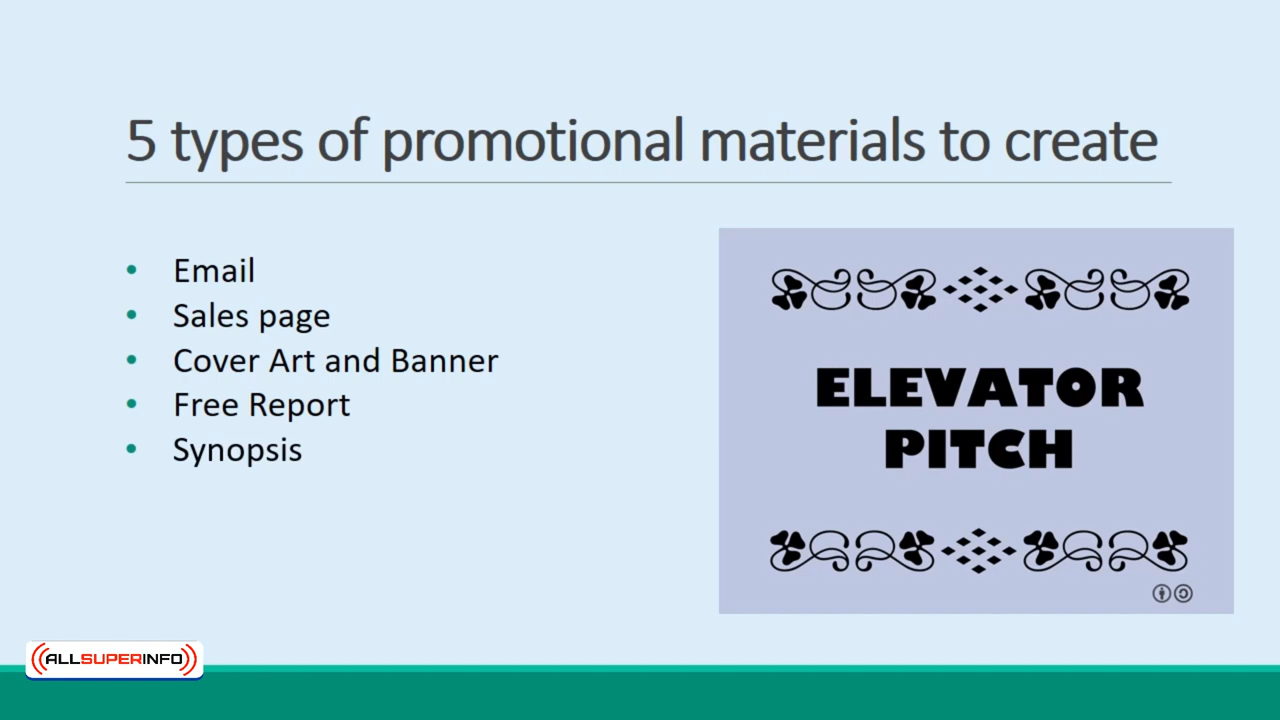 5 types of promotional materials to create
• Email
• Sales page
• Cover Art and Banner
• Free Report
• Synopsis
ELEVATOR
PITCH
ALLSUPERINFO